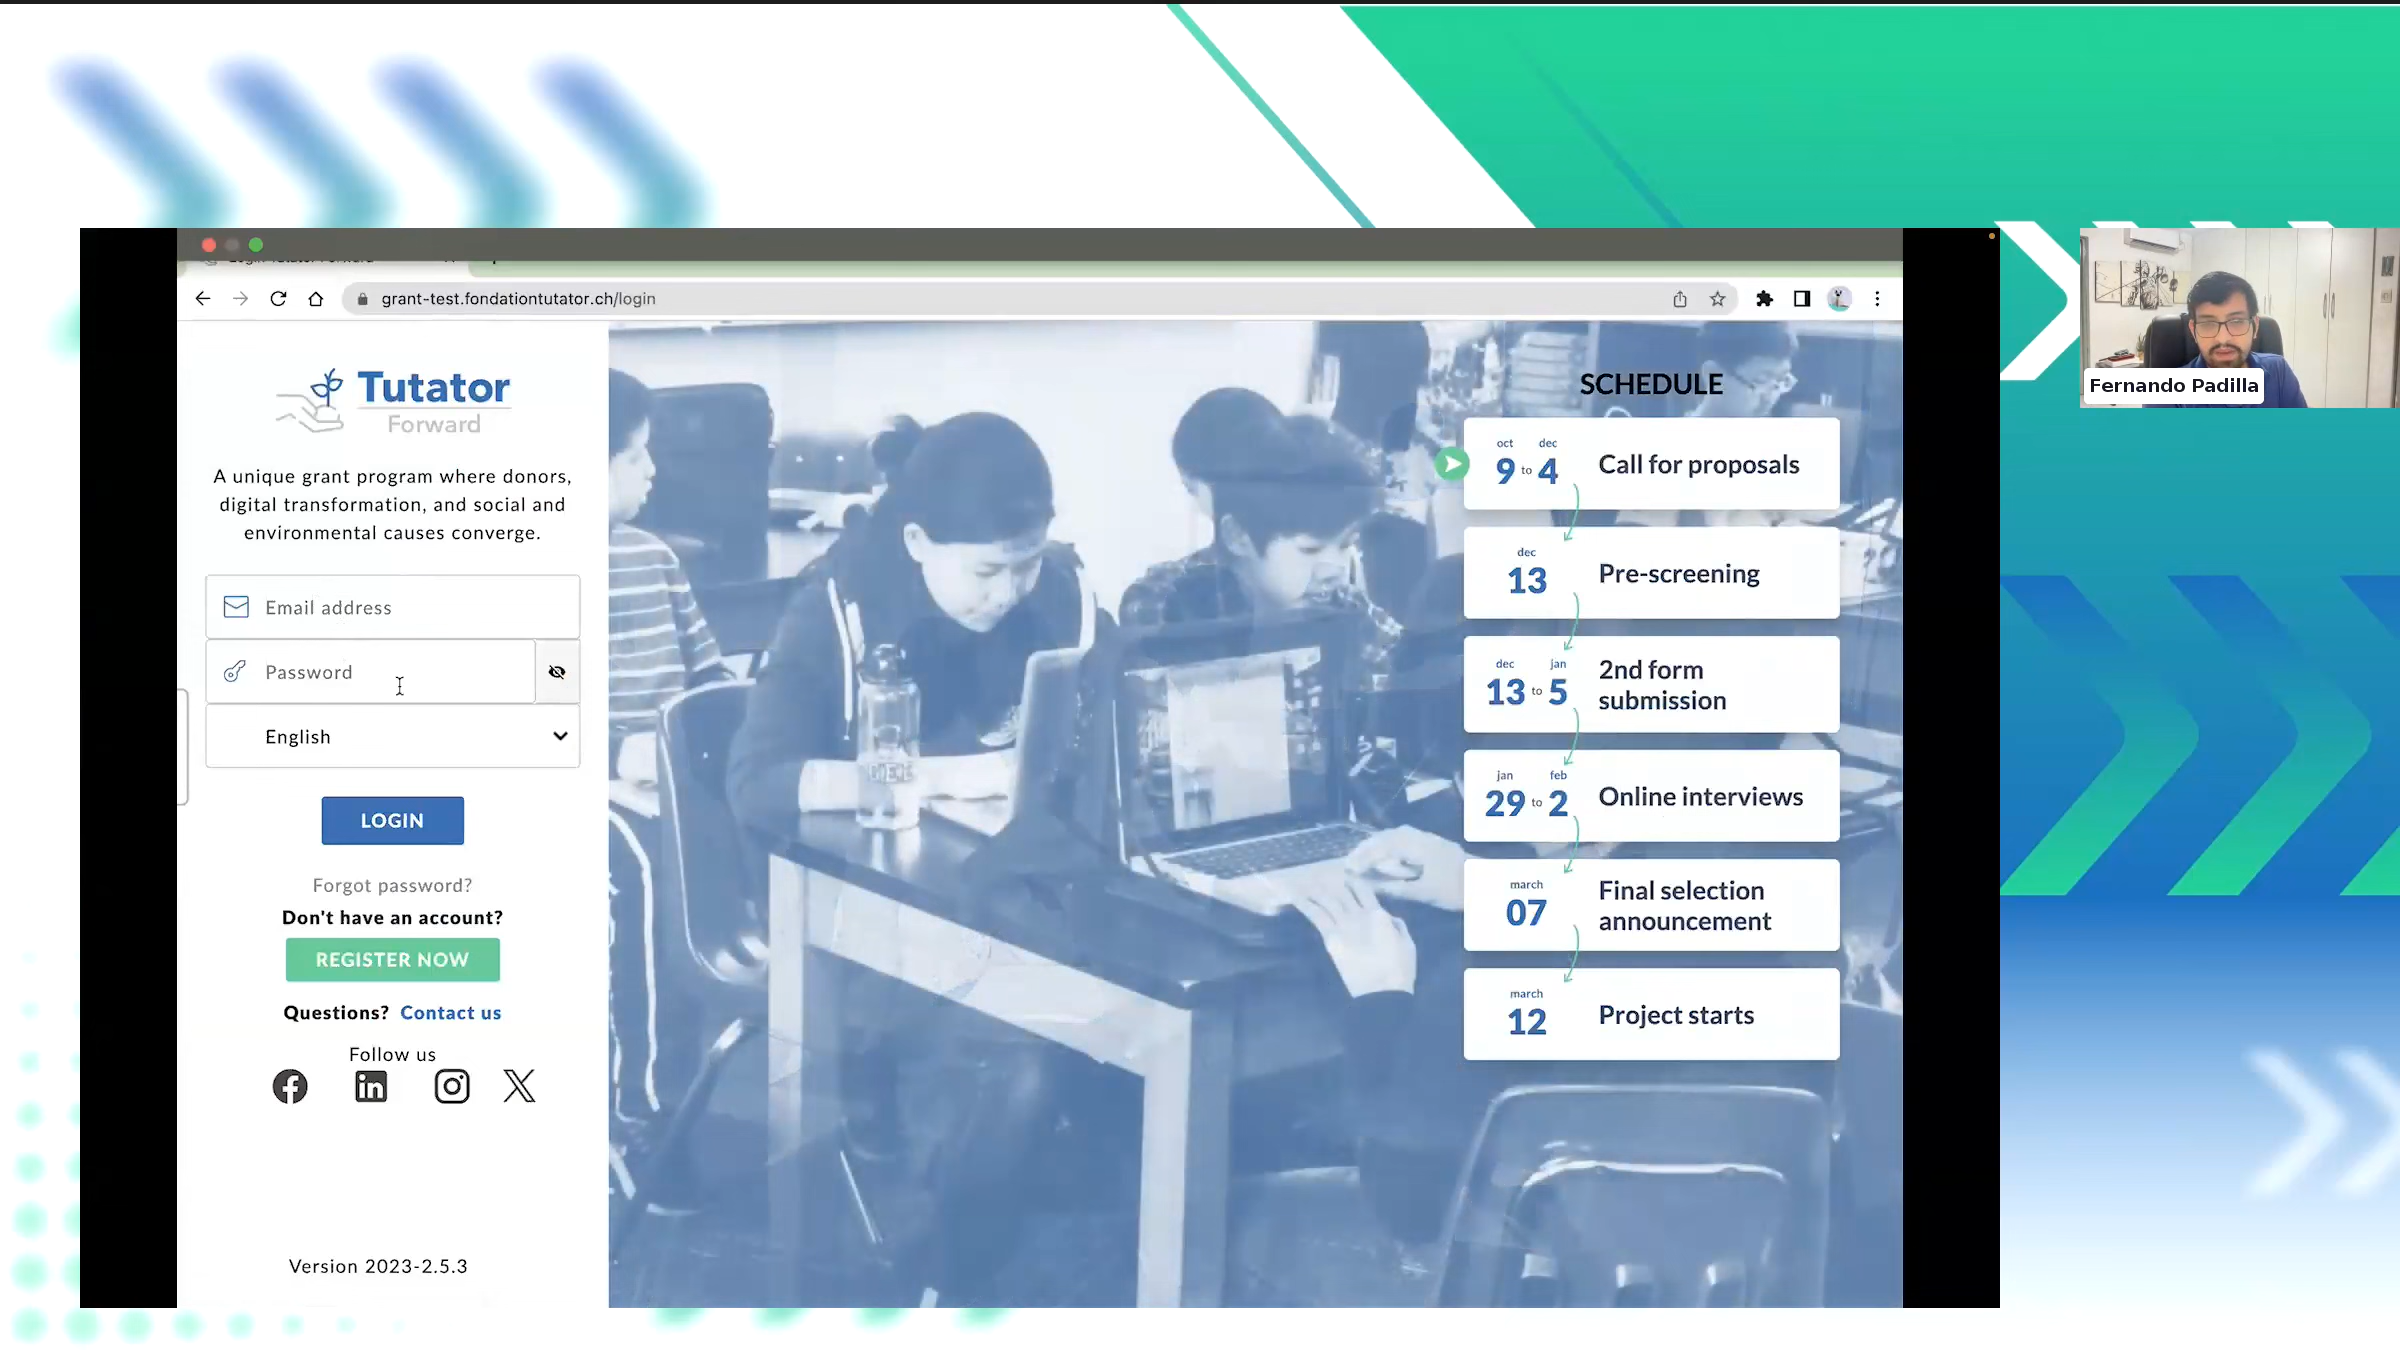 grant-test.fondationtutator.ch/login
Tutator
Forward
A unique grant program where donors,
digital transformation, and social and
environmental causes converge.
Email address
Password
English
LOGIN
Forgot password?
Don't have an account?
REGISTER NOW
Questions? Contact us
Follow us
Version 2023-2.5.3
SCHEDULE
oct dec
9 to 4
Call for proposals
dec
13
Pre-screening
dec jan
13 to 5
2nd form
submission
jan feb
29 to 2
Online interviews
march
07
Final selection
announcement
march
12
Project starts
Fernando Padilla